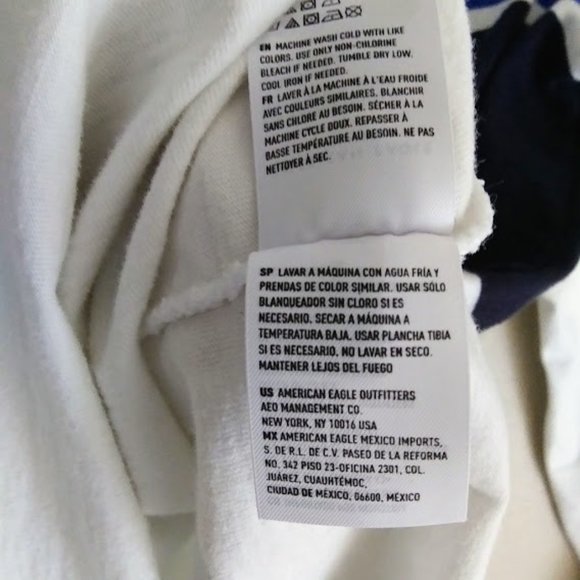 EN MACHINE WASH COLD WITH LIKE
COLORS. USE ONLY NON-CHLORINE
BLEACH IF NEEDED. TUMBLE DRY LOW.
COOL IRON IF NEEDED.
FR LAVER À LA MACHINE À L'EAU FROIDE
AVEC COULEURS SIMILAIRES. BLANCHIR
SANS CHLORE AU BESOIN. SÉCHER À LA
MACHINE CYCLE DOUX. REPASSER À
BASSE TEMPÉRATURE AU BESOIN. NE PAS
NETTOYER À SEC.
SP LAVAR A MÁQUINA CON AGUA FRÍA Y
PRENDAS DE COLOR SIMILAR. USAR SÓLO
BLANQUEADOR SIN CLORO SI ES
NECESARIO. SECAR A MÁQUINA A
TEMPERATURA BAJA. USAR PLANCHA TIBIA
SI ES NECESARIO. NO LAVAR EN SECO.
MANTENER LEJOS DEL FUEGO
US AMERICAN EAGLE OUTFITTERS
AEO MANAGEMENT CO.
NEW YORK, NY 10016 USA
MX AMERICAN EAGLE MEXICO IMPORTS,
S. DE R.L. DE C.V. PASEO DE LA REFORMA
NO. 342 PISO 23-OFICINA 2301, COL.
JUÁREZ, CUAUHTÉMOC,
CIUDAD DE MÉXICO, 06600, MÉXICO